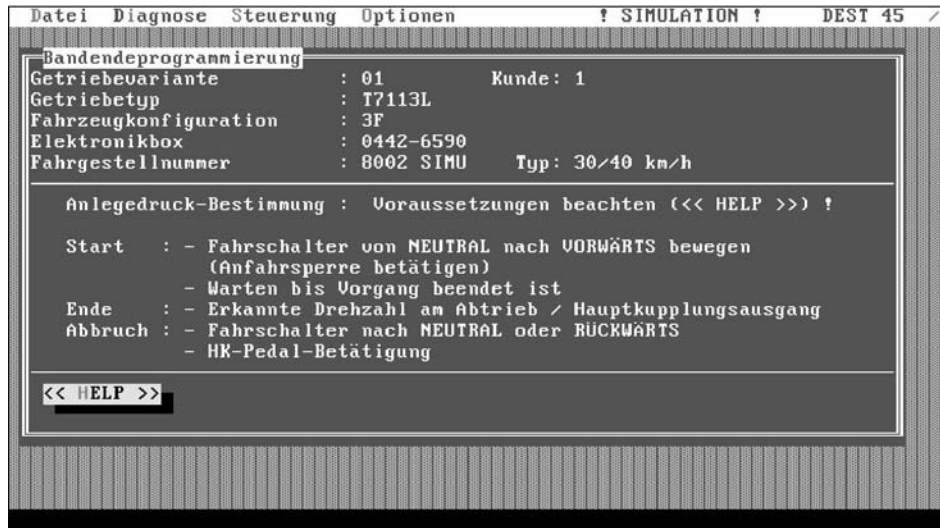 Datei Diagnose Steuerung Optionen ! SIMULATION ! DEST 45 /
Bandendeprogrammierung
Getriebevariante : 01 Kunde: 1
Getriebetyp : T7113L
Fahrzeugkonfiguration : 3F
Elektronikbox : 0442-6590
Fahrgestellnummer : 8002 SIMU Typ: 30/40 km/h
Anlegedruck-Bestimmung : Voraussetzungen beachten (<< HELP >>) !
Start : - Fahrschalter von NEUTRAL nach VORWÄRTS bewegen
(Anfahrsperre betätigen)
- Warten bis Vorgang beendet ist
Ende : - Erkannte Drehzahl am Abtrieb / Hauptkupplungsausgang
Abbruch : - Fahrschalter nach NEUTRAL oder RÜCKWÄRTS
- HK-Pedal-Betätigung
<< HELP >>